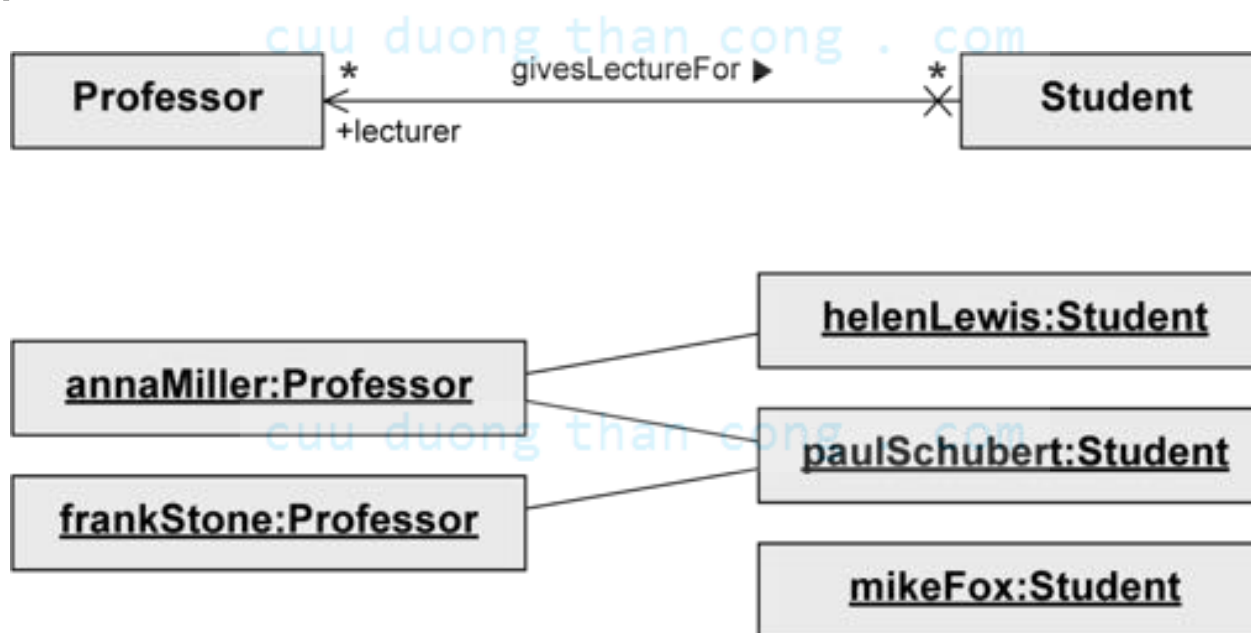 cuu duong than cong . com
* givesLectureFor ▶ *
Professor Student
+lecturer
helenLewis:Student
annaMiller:Professor
cuu duong than cong . com
paulSchubert:Student
frankStone:Professor
mikeFox:Student